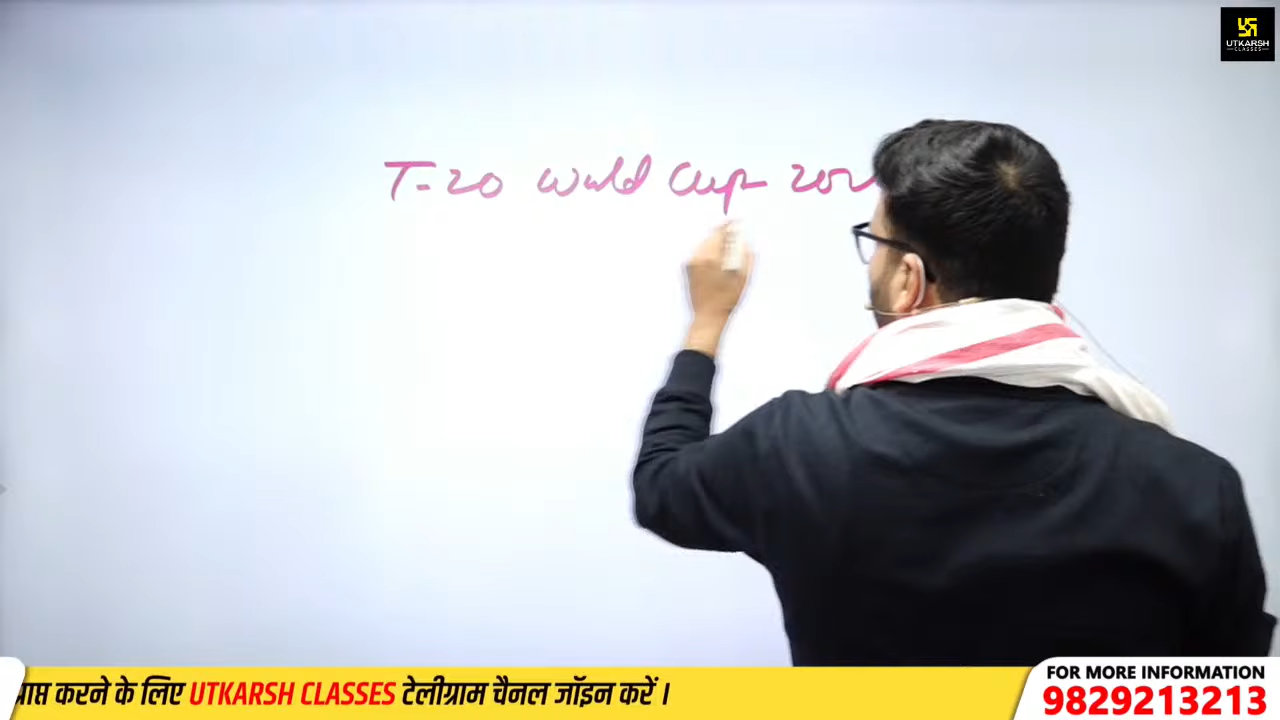 UTKARSH
CLASSES
T-20 World Cup 202
प्राप्त करने के लिए UTKARSH CLASSES टेलीग्राम चैनल जॉइन करें ।
FOR MORE INFORMATION
9829213213